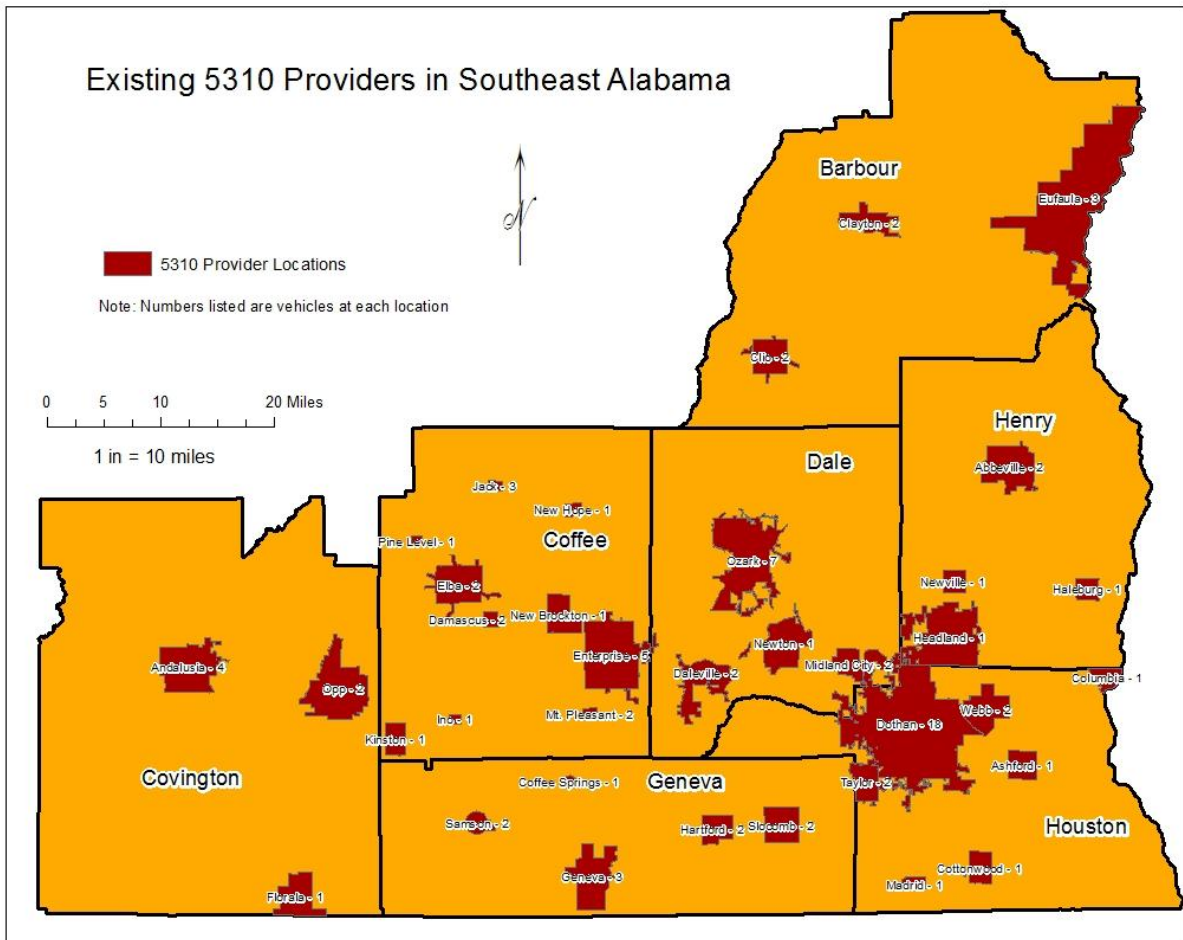 Existing 5310 Providers in Southeast Alabama
N
5310 Provider Locations
Note: Numbers listed are vehicles at each location
0 5 10 20 Miles
1 in = 10 miles
Barbour
Eufaula - 3
Clayton - 2
Clio - 2
Henry
Abbeville - 2
Newville - 1
Haleburg - 1
Headland - 1
Dale
Ozark - 7
Newton - 1
Daleville - 2
Midland City - 2
Coffee
Jack - 3
New Hope - 1
Pine Level - 1
Elba - 2
Damascus - 2
New Brockton - 1
Enterprise - 5
Ino - 1
Mt. Pleasant - 2
Kinston - 1
Covington
Andalusia - 4
Opp - 2
Florala - 1
Geneva
Coffee Springs - 1
Samson - 2
Hartford - 2
Slocomb - 2
Geneva - 3
Houston
Columbia - 1
Webb - 2
Dothan - 18
Ashford - 1
Taylor - 2
Cottonwood - 1
Madrid - 1